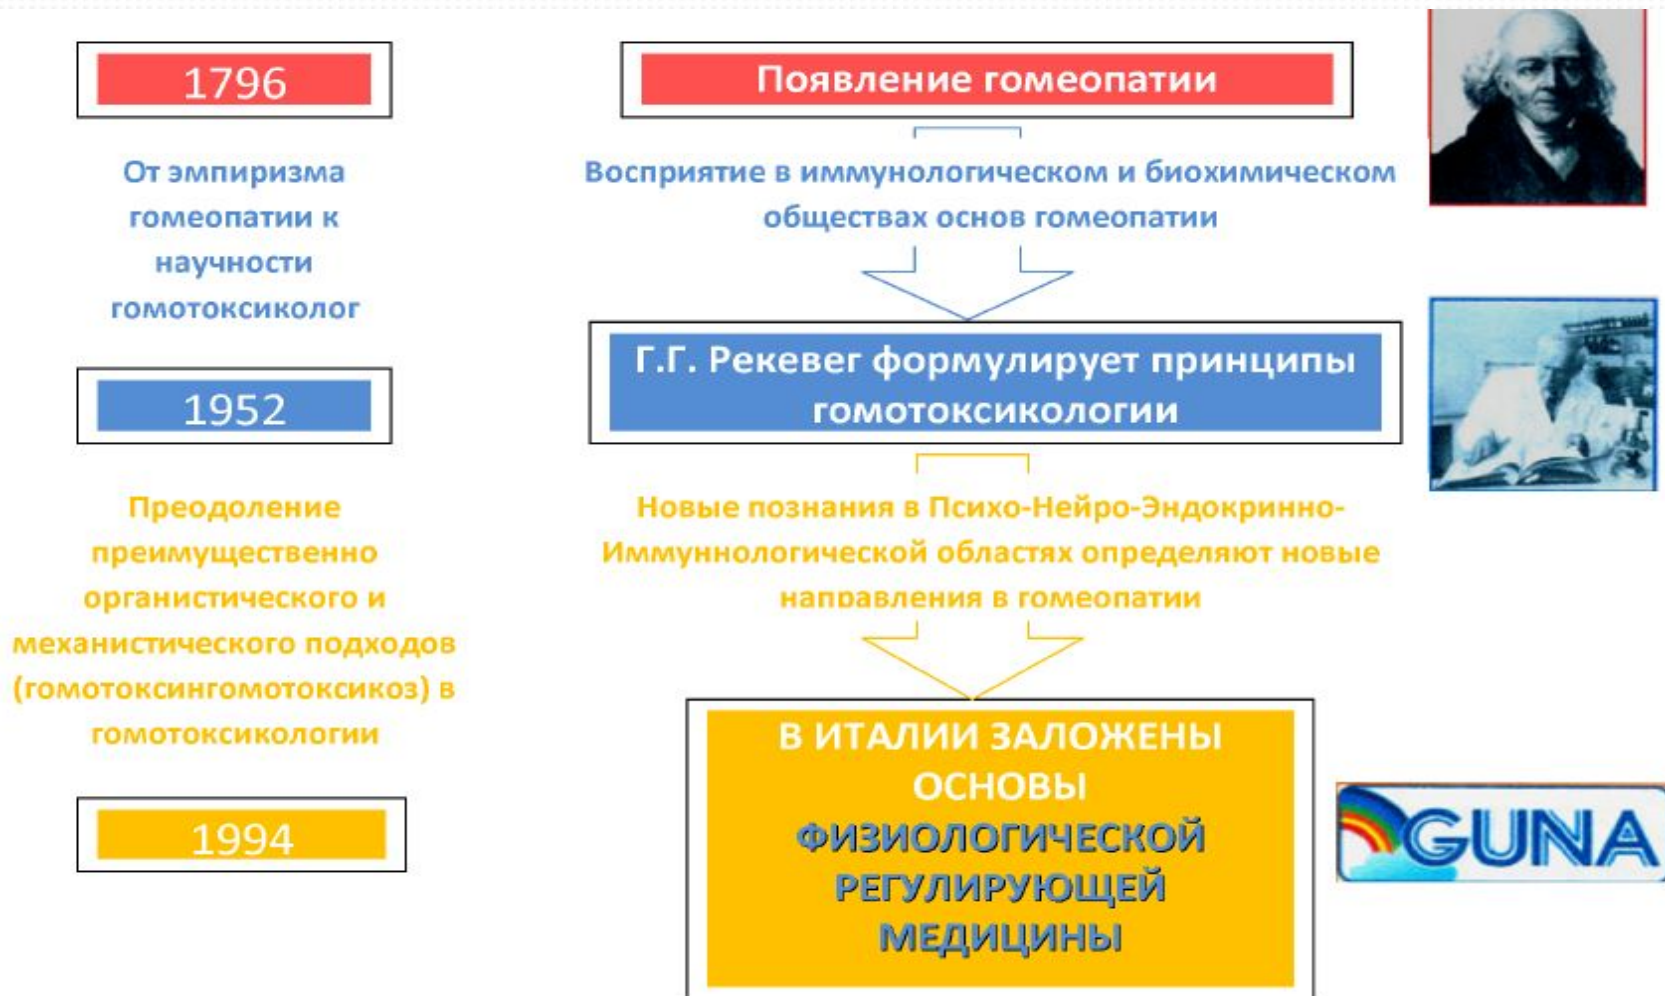 1796
Появление гомеопатии
От эмпиризма
гомеопатии к
научности
гомотоксиколог
Восприятие в иммунологическом и биохимическом
обществах основ гомеопатии
1952
Г.Г. Рекевег формулирует принципы
гомотоксикологии
Преодоление
преимущественно
органистического и
механистического подходов
(гомотоксингомотоксикоз) в
гомотоксикологии
Новые познания в Психо-Нейро-Эндокринно-
Иммуннологической областях определяют новые
направления в гомеопатии
1994
В ИТАЛИИ ЗАЛОЖЕНЫ
ОСНОВЫ
ФИЗИОЛОГИЧЕСКОЙ
РЕГУЛИРУЮЩЕЙ
МЕДИЦИНЫ
GUNA